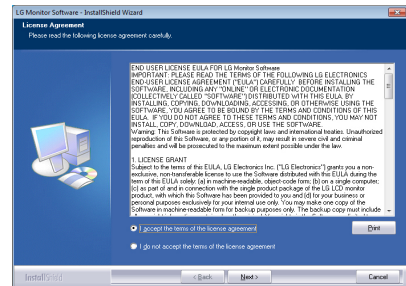 LG Monitor Software - InstallShield Wizard
License Agreement
Please read the following license agreement carefully.
END USER LICENSE EULA FOR LG Monitor Software
IMPORTANT: PLEASE READ THE TERMS OF THE FOLLOWING LG ELECTRONICS
END-USER LICENSE AGREEMENT ("EULA") CAREFULLY. BEFORE INSTALLING THE
SOFTWARE, INCLUDING ANY "ONLINE" OR ELECTRONIC DOCUMENTATION
(COLLECTIVELY CALLED "SOFTWARE") DISTRIBUTED WITH THIS EULA. BY
INSTALLING, COPYING, DOWNLOADING, ACCESSING, OR OTHERWISE USING THE
SOFTWARE, YOU AGREE TO BE BOUND BY THE TERMS AND CONDITIONS OF THIS
EULA. IF YOU DO NOT AGREE TO THESE TERMS AND CONDITIONS, YOU MAY NOT
INSTALL, COPY, DOWNLOAD, ACCESS, OR USE THE SOFTWARE.
Warning: This Software is protected by copyright laws and international treaties. Unauthorized
reproduction of this Software, or any portion of it, may result in severe civil and criminal
penalties and will be prosecuted to the maximum extent possible under the law.
1. LICENSE GRANT
Subject to the terms of this EULA, LG Electronics Inc. ("LG Electronics") grants you a non-
exclusive, non-transferable license to use the Software distributed with this EULA during the
term of this EULA solely: (a) in machine-readable, object-code form; (b) on a single computer;
(c) as part of and in connection with the single product package of the LG LCD monitor
product, with which this Software has been provided to you and (d) for your business or
personal purposes exclusively for your internal use only. You may make one copy of the
Software in machine-readable form for backup purposes only. The backup copy must include
I accept the terms of the license agreement
Print
I do not accept the terms of the license agreement
InstallShield
< Back
Next >
Cancel